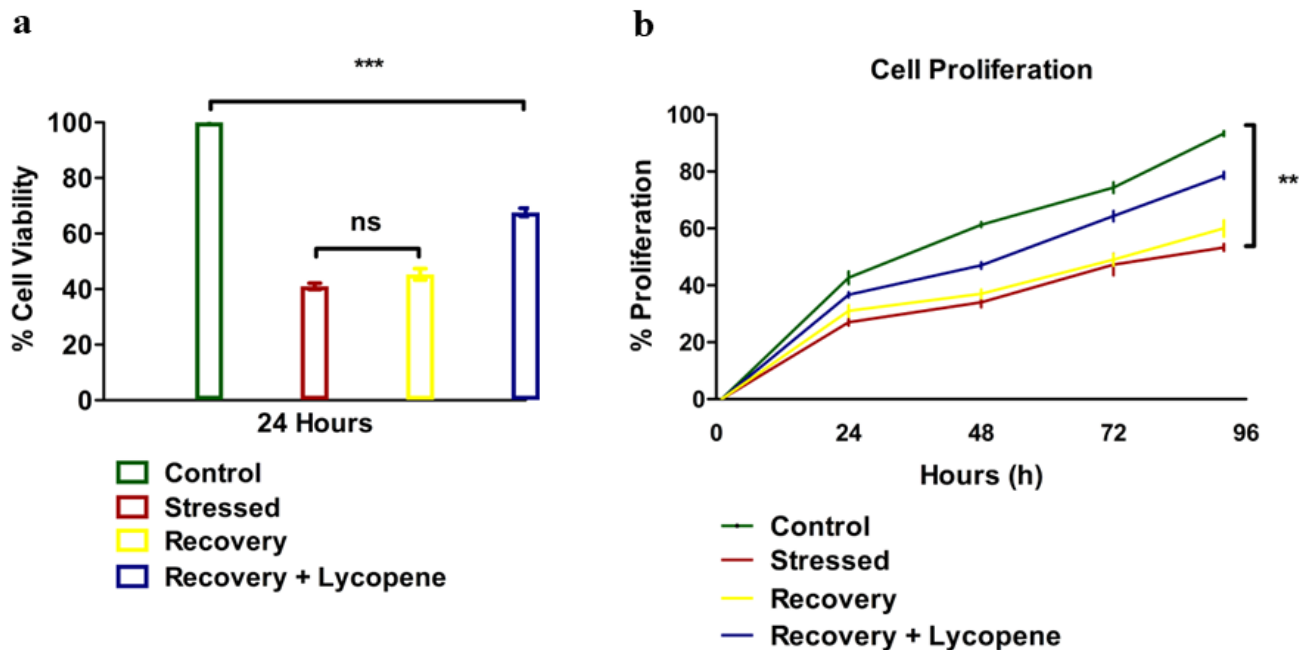 a
***
100
80
60
40
20
0
% Cell Viability
ns
24 Hours
Control
Stressed
Recovery
Recovery + Lycopene
b
Cell Proliferation
100
80
60
40
20
0
% Proliferation
**
0 24 48 72 96
Hours (h)
Control
Stressed
Recovery
Recovery + Lycopene